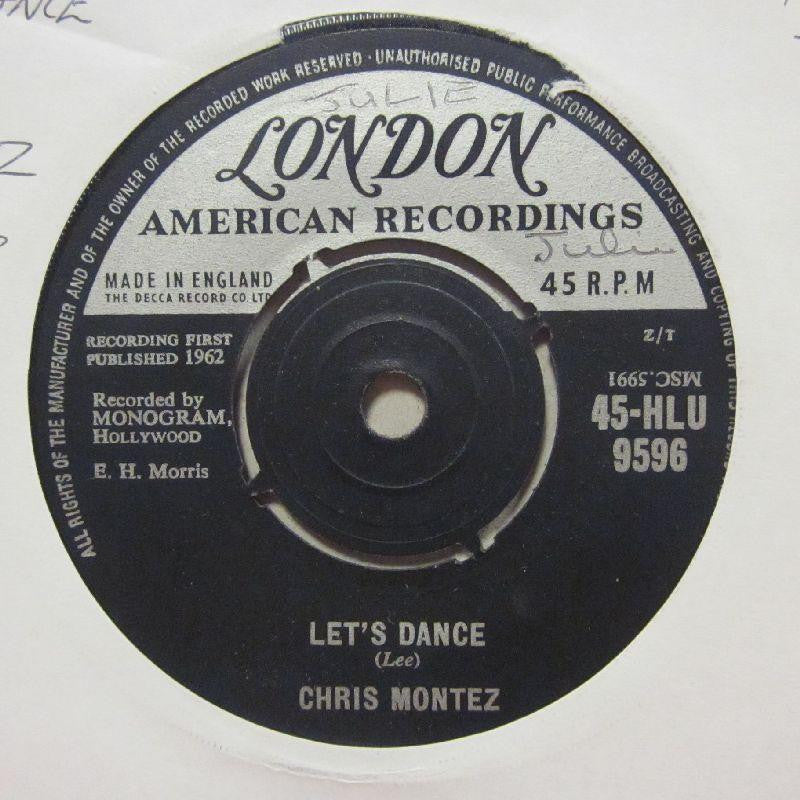 ANCE
ALL RIGHTS OF THE MANUFACTURER AND OF THE OWNER OF THE RECORDED WORK RESERVED · UNAUTHORISED PUBLIC PERFORMANCE BROADCASTING AND COPYING OF THIS
JULIE
LONDON
AMERICAN RECORDINGS
Julie
MADE IN ENGLAND
THE DECCA RECORD CO LTD
45 R.P.M
RECORDING FIRST
PUBLISHED 1962
Z/T
MSC.5991
Recorded by
MONOGRAM,
HOLLYWOOD
45-HLU
9596
E. H. Morris
LET'S DANCE
(Lee)
CHRIS MONTEZ